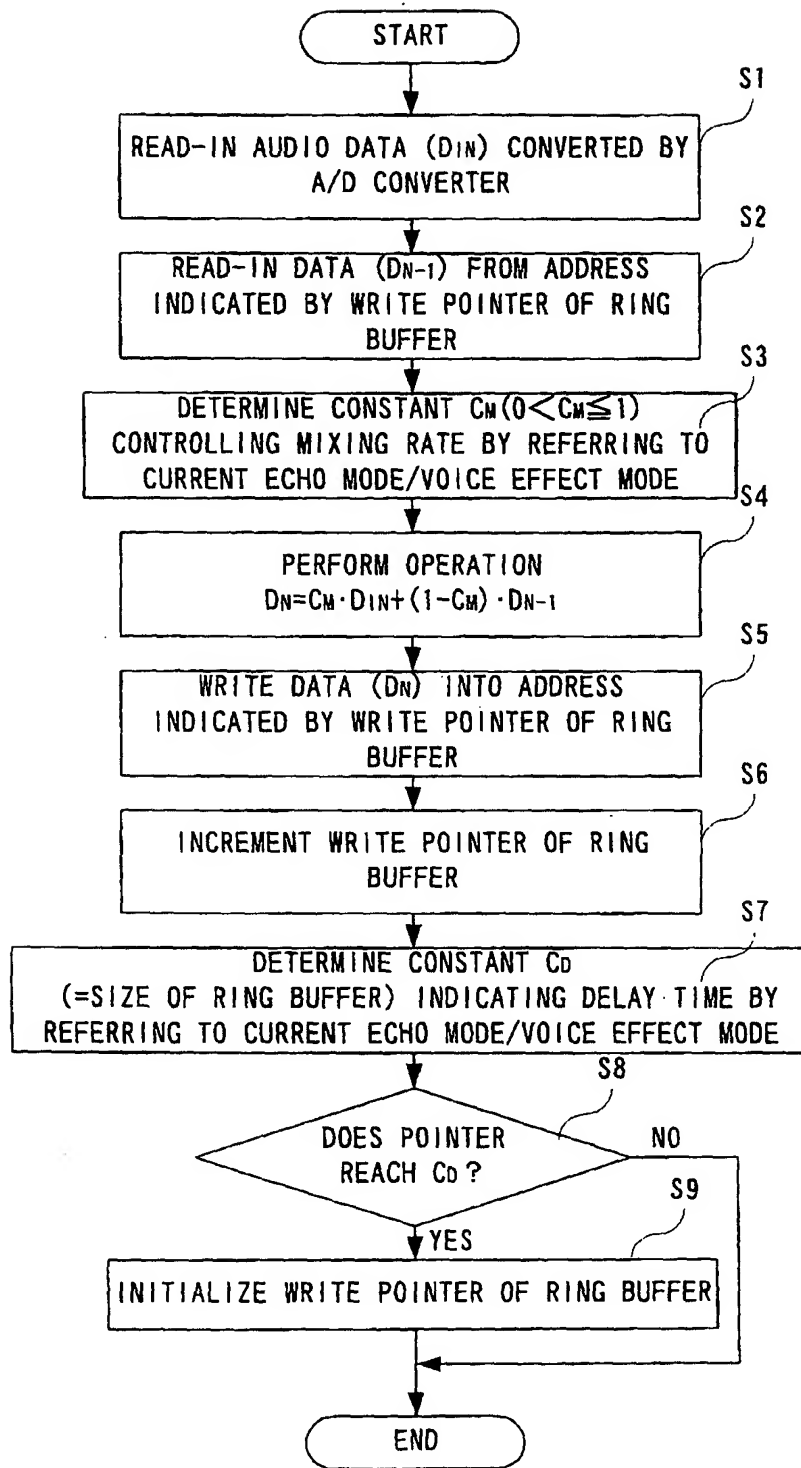 START
S1
READ-IN AUDIO DATA (DIN) CONVERTED BY
A/D CONVERTER
S2
READ-IN DATA (DN-1) FROM ADDRESS
INDICATED BY WRITE POINTER OF RING
BUFFER
S3
DETERMINE CONSTANT CM(0<CM≦1)
CONTROLLING MIXING RATE BY REFERRING TO
CURRENT ECHO MODE/VOICE EFFECT MODE
S4
PERFORM OPERATION
DN=CM·DIN+(1-CM)·DN-1
S5
WRITE DATA (DN) INTO ADDRESS
INDICATED BY WRITE POINTER OF RING
BUFFER
S6
INCREMENT WRITE POINTER OF RING
BUFFER
S7
DETERMINE CONSTANT CD
(=SIZE OF RING BUFFER) INDICATING DELAY TIME BY
REFERRING TO CURRENT ECHO MODE/VOICE EFFECT MODE
S8
DOES POINTER
REACH CD?
NO
YES
S9
INITIALIZE WRITE POINTER OF RING BUFFER
END